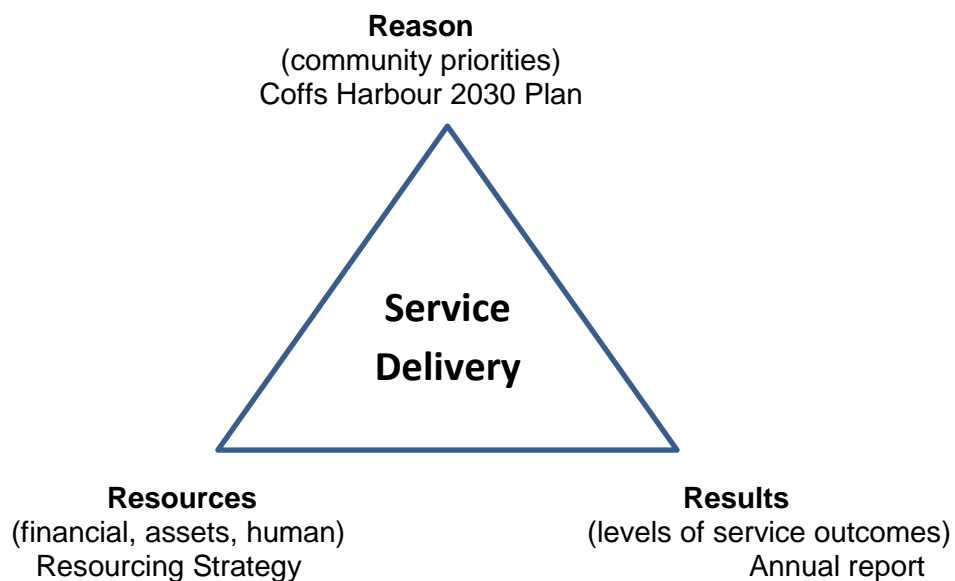 Reason
(community priorities)
Coffs Harbour 2030 Plan
Service
Delivery
Resources
(financial, assets, human)
Resourcing Strategy
Results
(levels of service outcomes)
Annual report